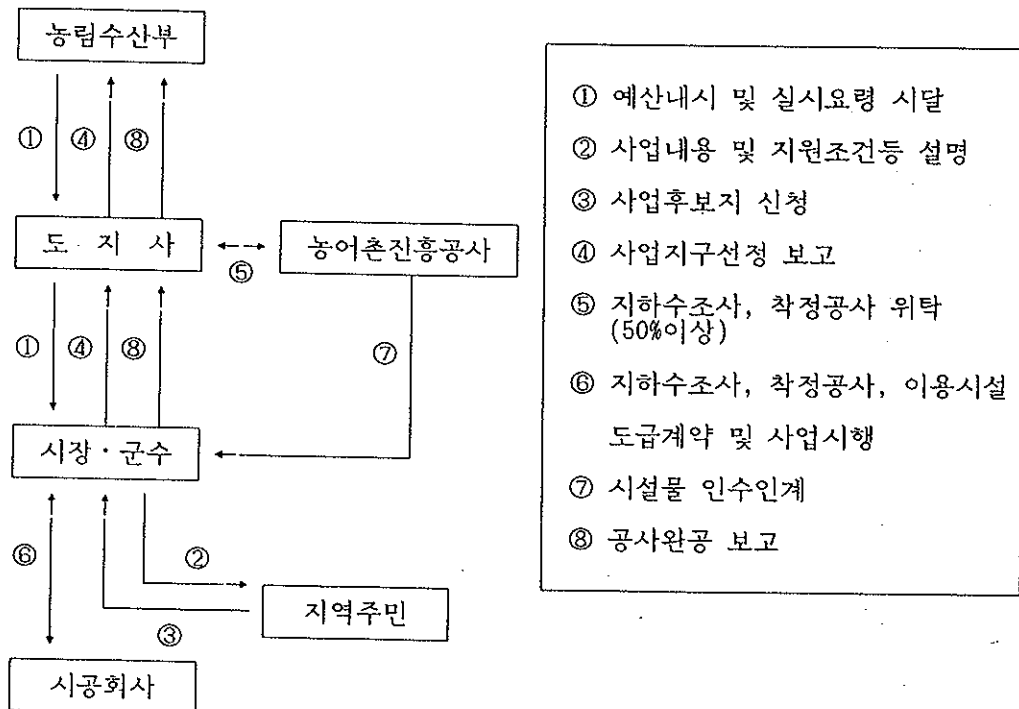 농림수산부
① ④ ⑧
도 지 사
농어촌진흥공사
⑤
① ④ ⑧
⑦
시장·군수
⑥
②
지역주민
③
시공회사
① 예산내시 및 실시요령 시달
② 사업내용 및 지원조건등 설명
③ 사업후보지 신청
④ 사업지구선정 보고
⑤ 지하수조사, 착정공사 위탁
(50%이상)
⑥ 지하수조사, 착정공사, 이용시설
도급계약 및 사업시행
⑦ 시설물 인수인계
⑧ 공사완공 보고